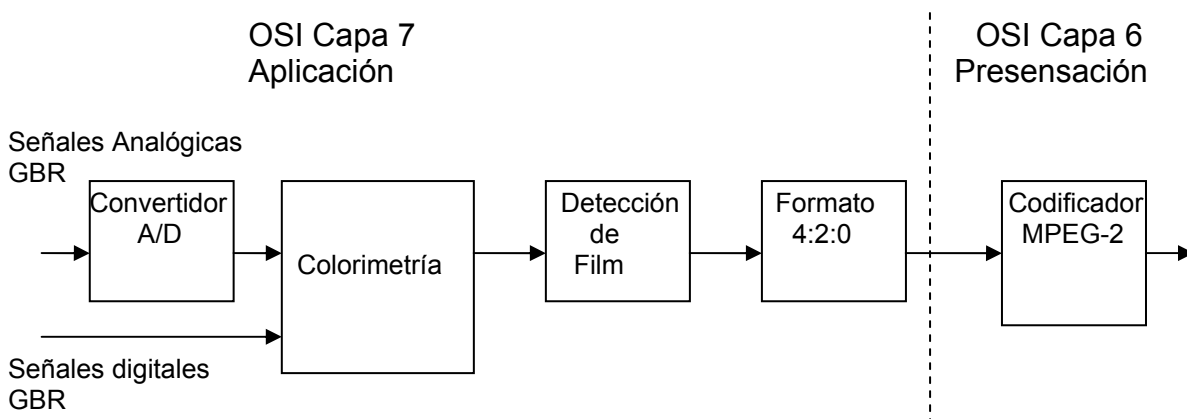 OSI Capa 7
Aplicación
OSI Capa 6
Presensación
Señales Analógicas
GBR
Convertidor
A/D
Colorimetría
Detección
de
Film
Formato
4:2:0
Codificador
MPEG-2
Señales digitales
GBR